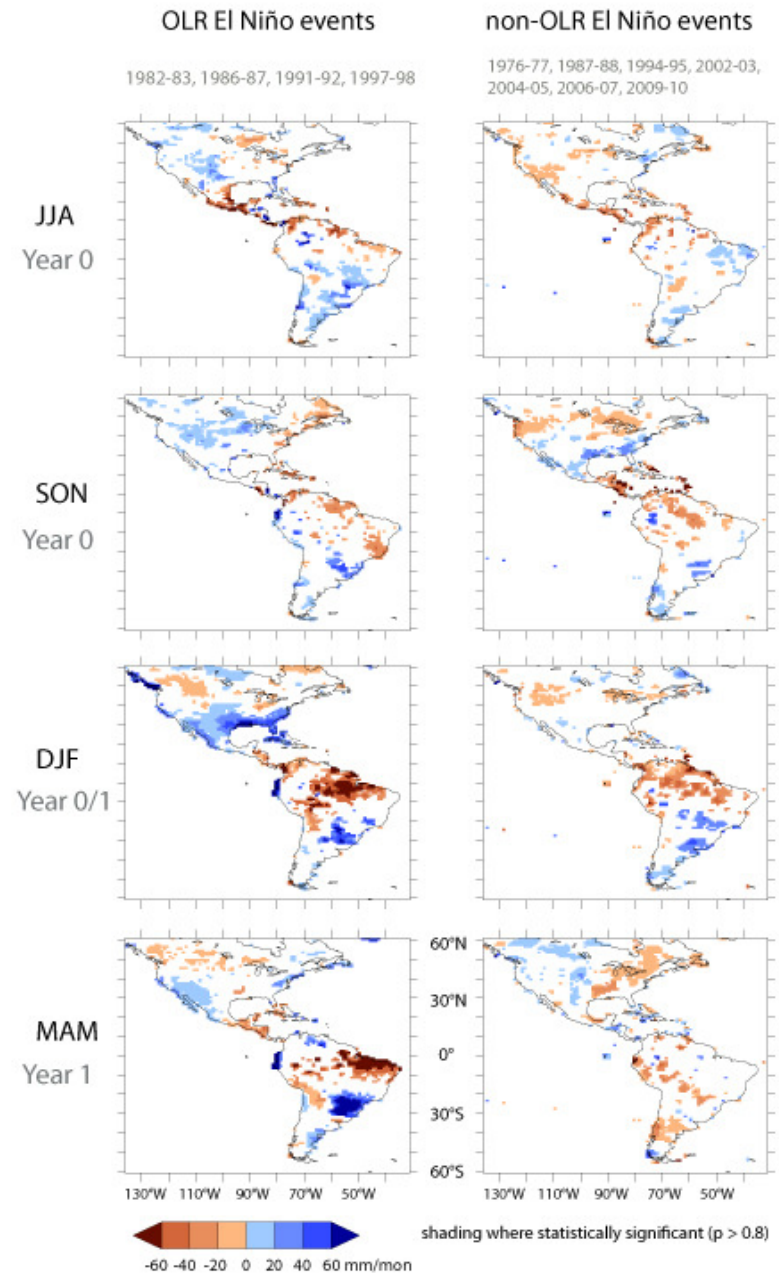 OLR El Niño events
non-OLR El Niño events
1982-83, 1986-87, 1991-92, 1997-98
1976-77, 1987-88, 1994-95, 2002-03,
2004-05, 2006-07, 2009-10
JJA
Year 0
SON
Year 0
DJF
Year 0/1
MAM
Year 1
60°N
30°N
0°
30°S
60°S
130°W 110°W 90°W 70°W 50°W
130°W 110°W 90°W 70°W 50°W
-60 -40 -20 0 20 40 60 mm/mon
shading where statistically significant (p > 0.8)